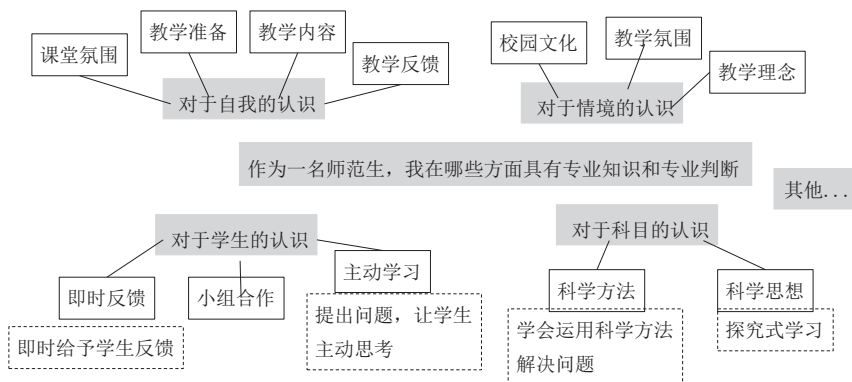 课堂氛围
教学准备
教学内容
教学反馈
对于自我的认识
校园文化
教学氛围
教学理念
对于情境的认识
作为一名师范生，我在哪些方面具有专业知识和专业判断
其他...
对于学生的认识
即时反馈
即时给予学生反馈
小组合作
主动学习
提出问题，让学生
主动思考
对于科目的认识
科学方法
学会运用科学方法
解决问题
科学思想
探究式学习